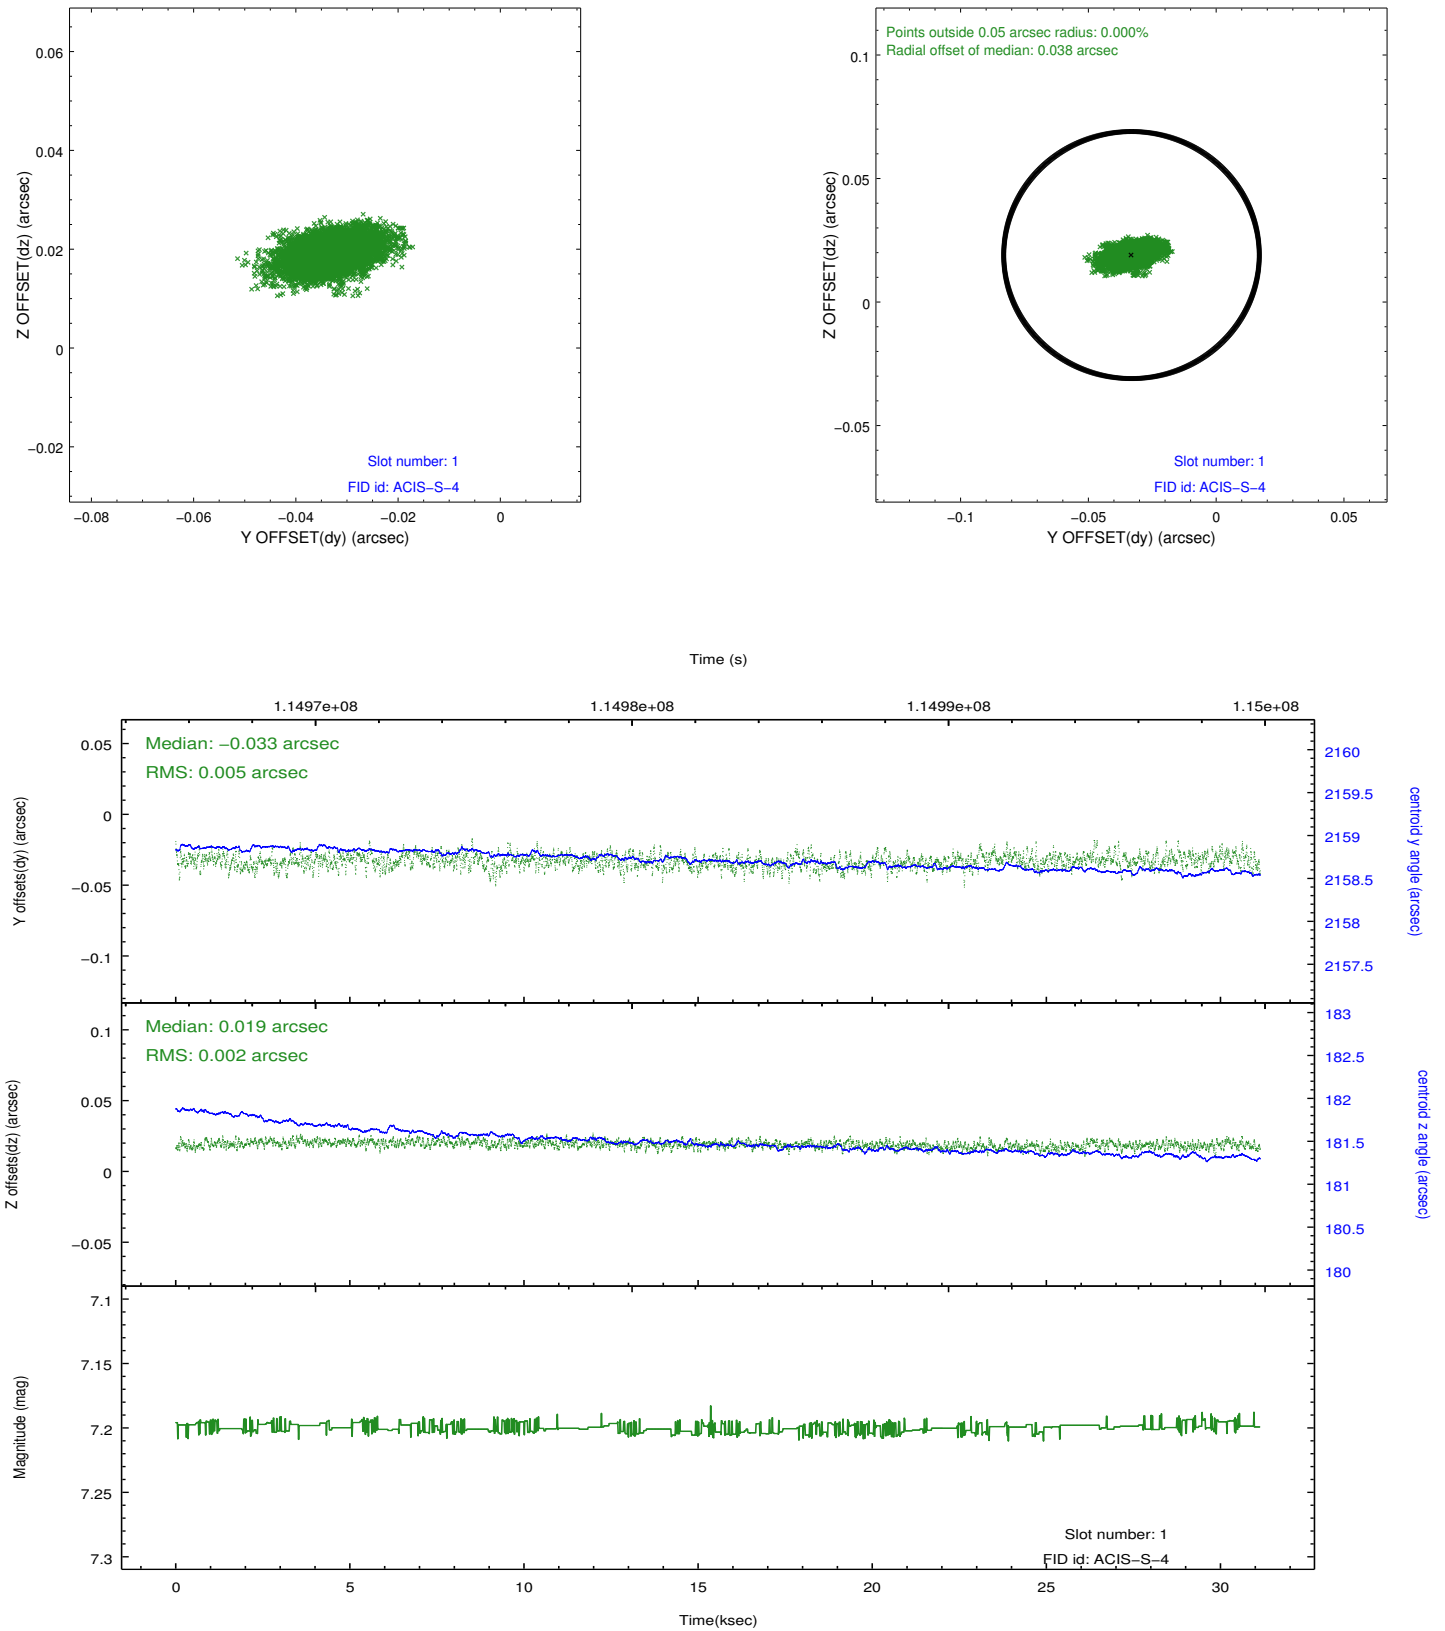 0.06
0.04
0.02
0
−0.02
Z OFFSET(dz) (arcsec)
Slot number: 1
FID id: ACIS−S−4
−0.08 −0.06 −0.04 −0.02 0
Y OFFSET(dy) (arcsec)
Points outside 0.05 arcsec radius: 0.000%
Radial offset of median: 0.038 arcsec
0.1
0.05
0
−0.05
Z OFFSET(dz) (arcsec)
Slot number: 1
FID id: ACIS−S−4
−0.1 −0.05 0 0.05
Y OFFSET(dy) (arcsec)
Time (s)
1.1497e+08 1.1498e+08 1.1499e+08 1.15e+08
Median: −0.033 arcsec
RMS: 0.005 arcsec
0.05
0
−0.05
−0.1
Y offsets(dy) (arcsec)
2160
2159.5
2159
2158.5
2158
2157.5
centroid y angle (arcsec)
Median: 0.019 arcsec
RMS: 0.002 arcsec
0.1
0.05
0
−0.05
Z offsets(dz) (arcsec)
183
182.5
182
181.5
181
180.5
180
centroid z angle (arcsec)
7.1
7.15
7.2
7.25
7.3
Magnitude (mag)
Slot number: 1
FID id: ACIS−S−4
0 5 10 15 20 25 30
Time(ksec)